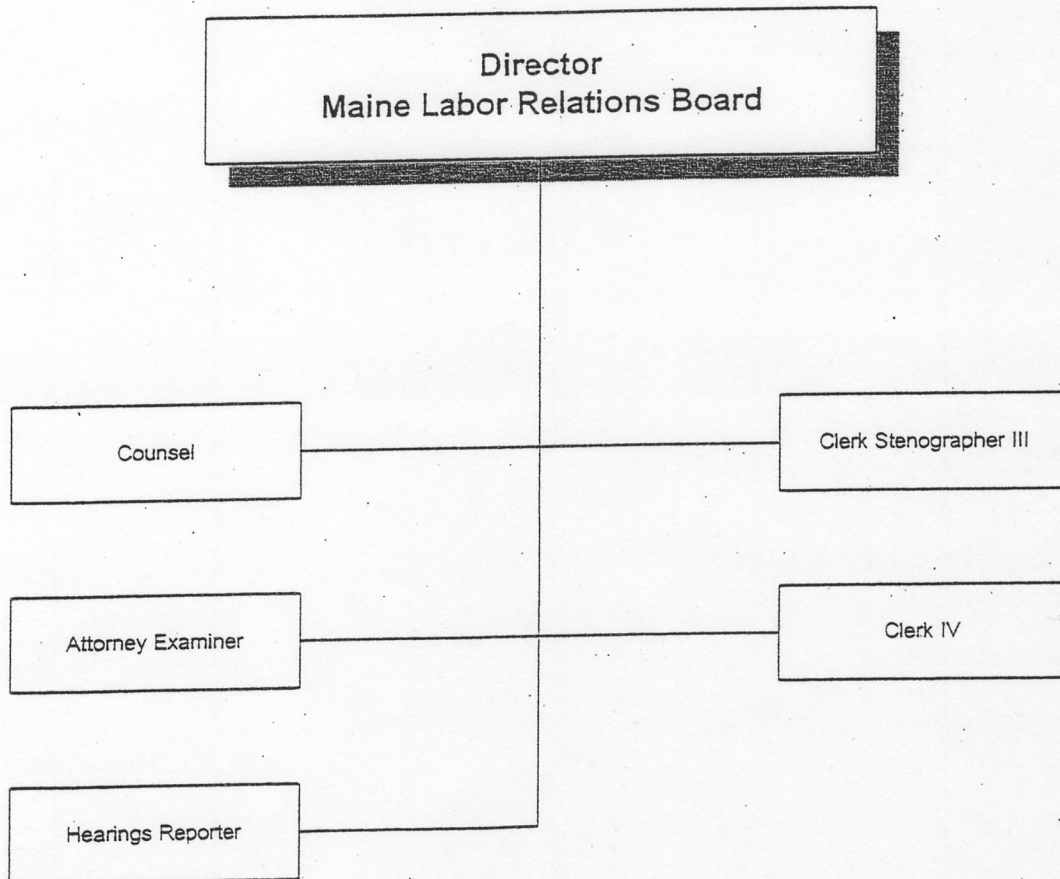 Director
Maine Labor Relations Board
Counsel
Clerk Stenographer III
Attorney Examiner
Clerk IV
Hearings Reporter